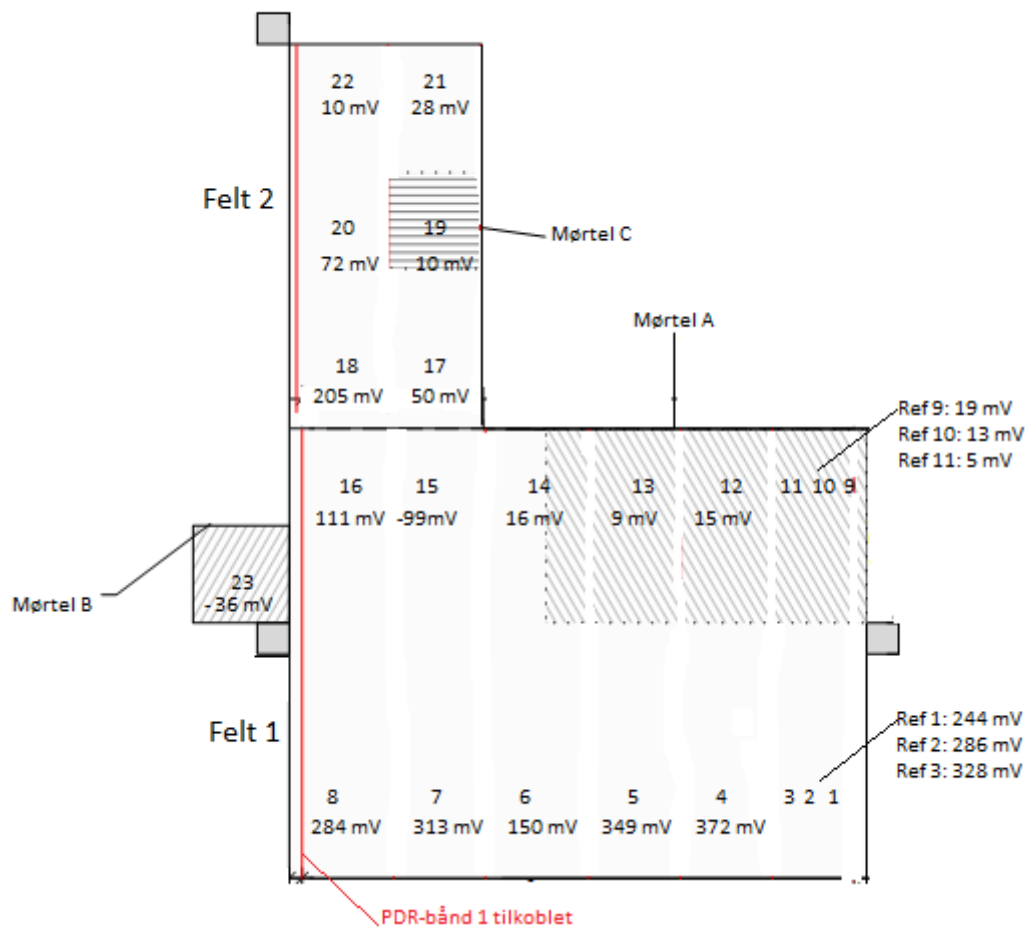 22 21
10 mV 28 mV
Felt 2
20 19
Mørtel C
72 mV 10 mV
Mørtel A
18 17
205 mV 50 mV
Ref 9: 19 mV
Ref 10: 13 mV
Ref 11: 5 mV
16 15 14 13 12 11 10 9
111 mV -99mV 16 mV 9 mV 15 mV
23
-36 mV
Mørtel B
Felt 1
Ref 1: 244 mV
Ref 2: 286 mV
Ref 3: 328 mV
8 7 6 5 4 3 2 1
284 mV 313 mV 150 mV 349 mV 372 mV
PDR-bånd 1 tilkoblet